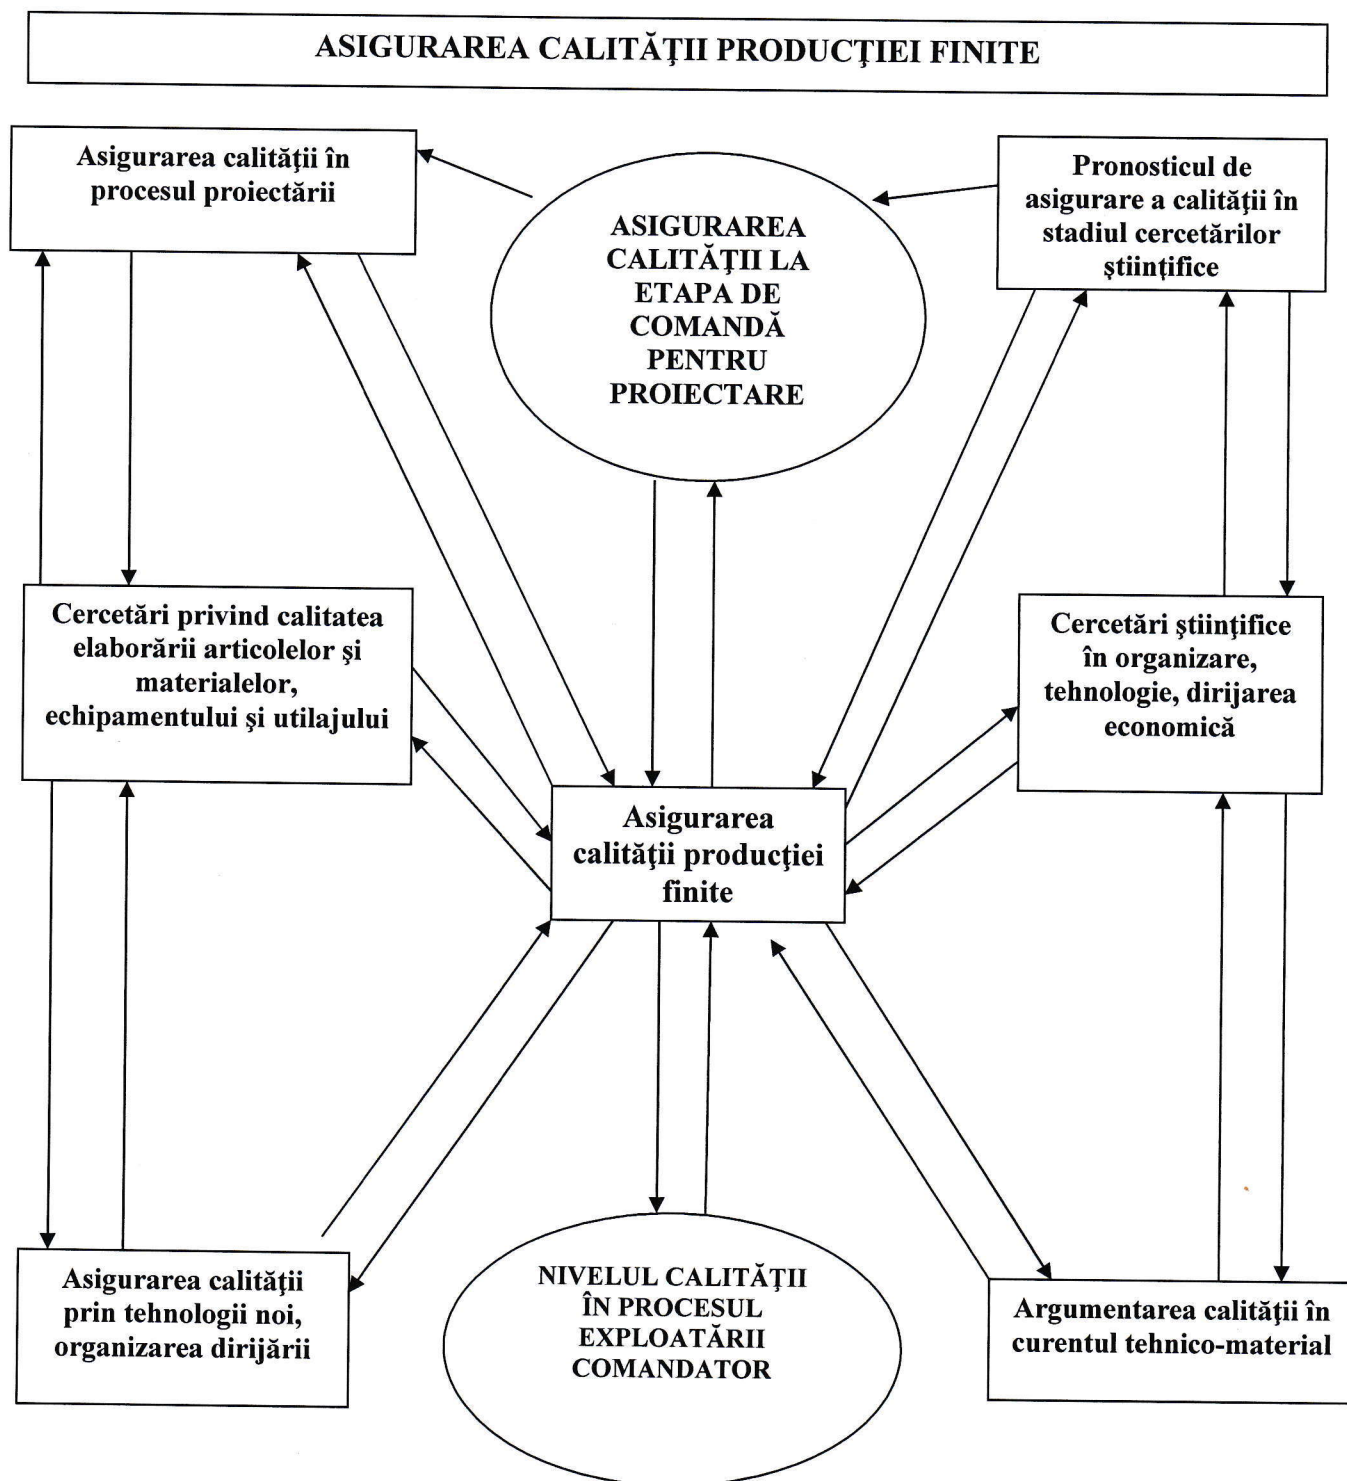 ASIGURAREA CALITĂŢII PRODUCŢIEI FINITE
Asigurarea calităţii în
procesul proiectării
ASIGURAREA
CALITĂŢII LA
ETAPA DE
COMANDĂ
PENTRU
PROIECTARE
Pronosticul de
asigurare a calităţii în
stadiul cercetărilor
ştiinţifice
Cercetări privind calitatea
elaborării articolelor şi
materialelor,
echipamentului şi utilajului
Cercetări ştiinţifice
în organizare,
tehnologie, dirijarea
economică
Asigurarea
calităţii producţiei
finite
Asigurarea calităţii
prin tehnologii noi,
organizarea dirijării
NIVELUL CALITĂŢII
ÎN PROCESUL
EXPLOATĂRII
COMANDATOR
Argumentarea calităţii în
curentul tehnico-material